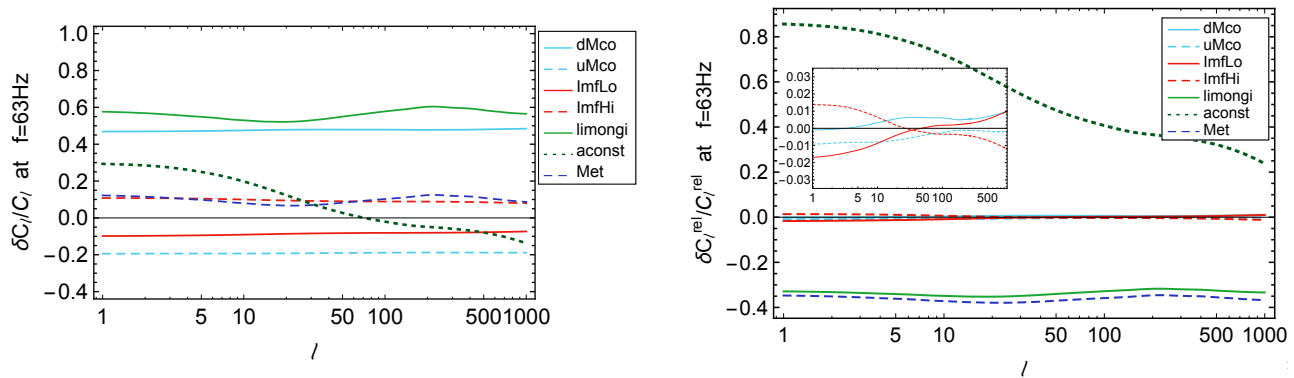 δCₗ/Cₗ at f=63Hz
1.0
0.8
0.6
0.4
0.2
0.0
−0.2
−0.4
1 5 10 50 100 500 1000
l
dMco
uMco
ImfLo
ImfHi
limongi
aconst
Met
δCₗ^rel/Cₗ^rel at f=63Hz
0.8
0.6
0.4
0.2
0.0
−0.2
−0.4
1 5 10 50 100 500 1000
l
0.03
0.02
0.01
0.00
−0.01
−0.02
−0.03
1 5 10 50 100 500
dMco
uMco
ImfLo
ImfHi
limongi
aconst
Met